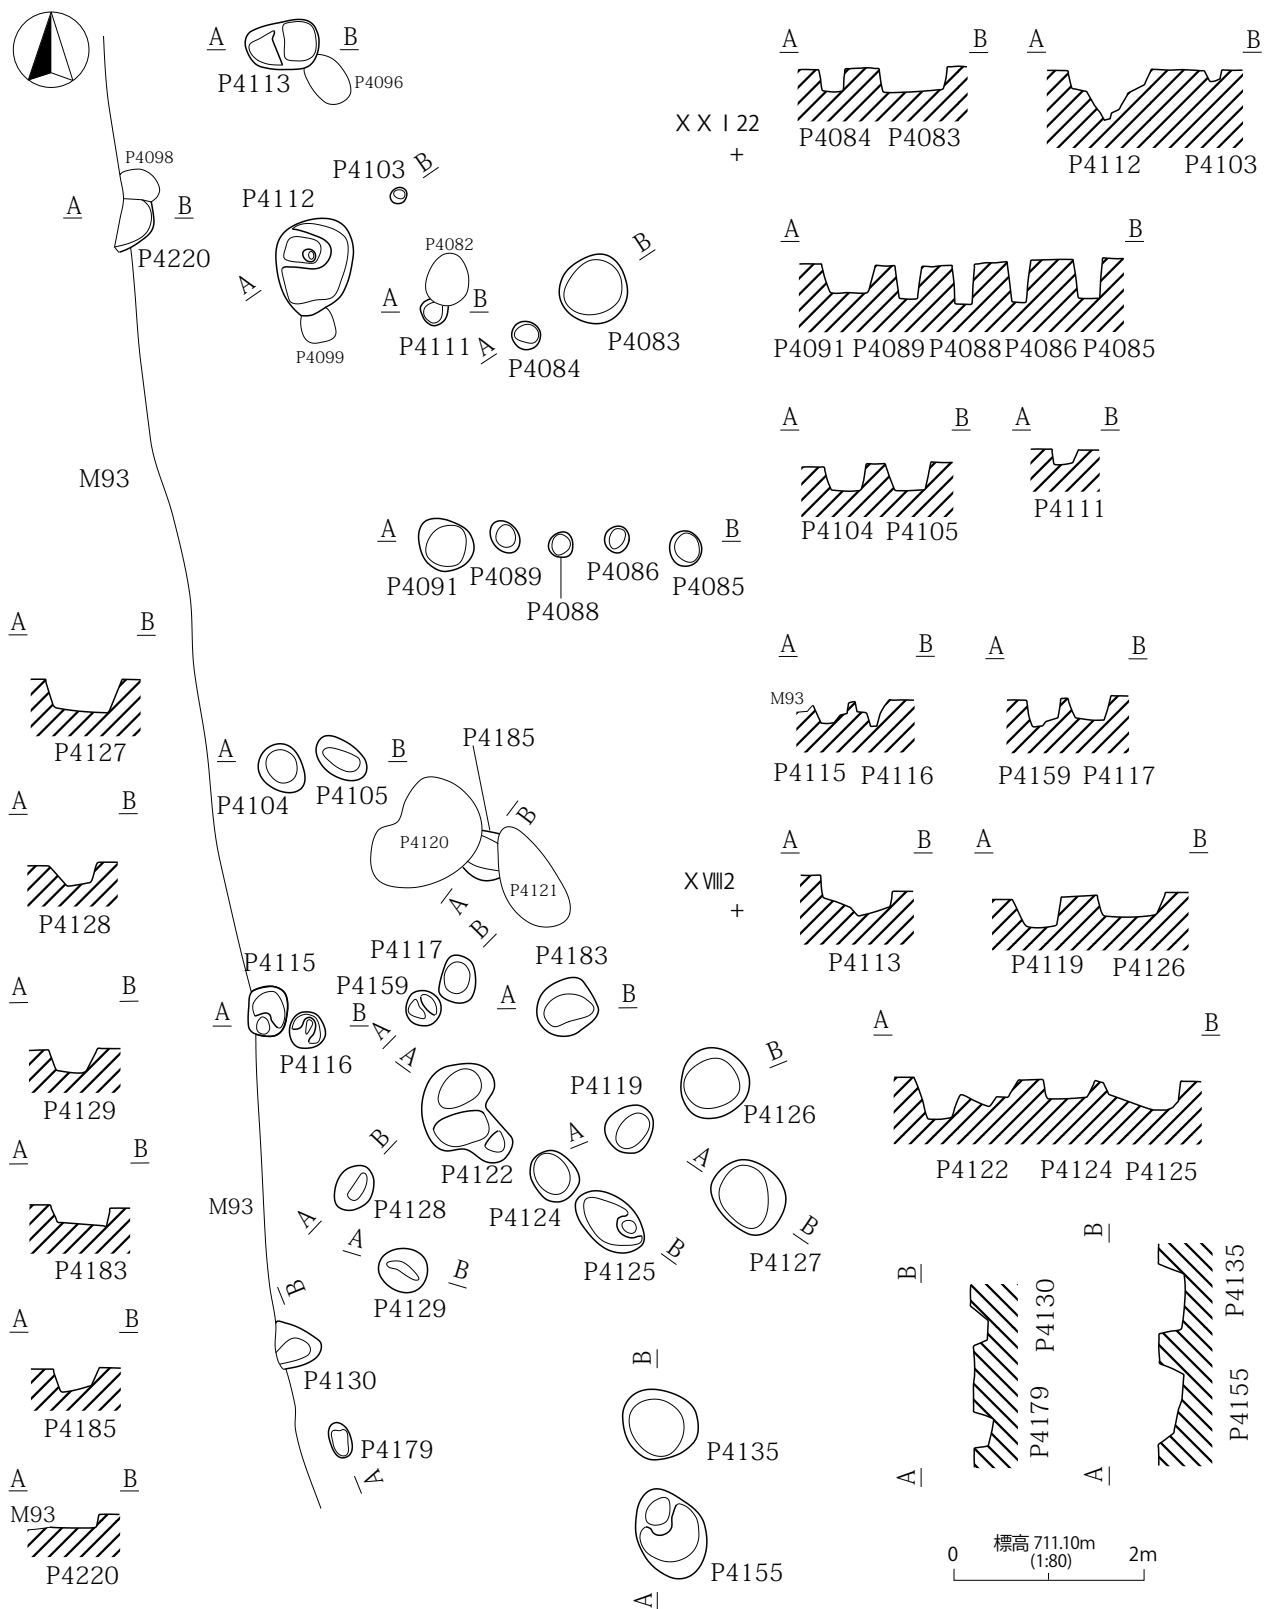 A B
P4113
P4096
P4098
A B
P4220
P4103 B
P4112
A
P4099
P4082
A B
P4111
A
P4084
B
P4083
X X I 22
+
M93
A B
P4091
P4089
P4088
P4086
P4085
A B
P4104
P4105
P4185
P4120
B
P4121
A
X VIII2
+
P4115
A B
P4116
P4117
B
P4159
A
P4183
A B
A
P4122
P4119
A
B
P4126
P4124
P4125
B
A
P4127
B
M93
B
P4128
A
A
P4129
B
B
P4130
P4179
A
B
P4135
P4155
A
A B
P4127
A B
P4128
A B
P4129
A B
P4183
A B
P4185
A B
M93
P4220
A B
P4084 P4083
A B
P4112 P4103
A B
P4091 P4089 P4088 P4086 P4085
A B
P4104 P4105
A B
P4111
A B
M93
P4115 P4116
A B
P4159 P4117
A B
P4113
A B
P4119 P4126
A B
P4122 P4124 P4125
B
P4130
P4179
A
B
P4135
P4155
A
標高 711.10m
(1:80)
0 2m